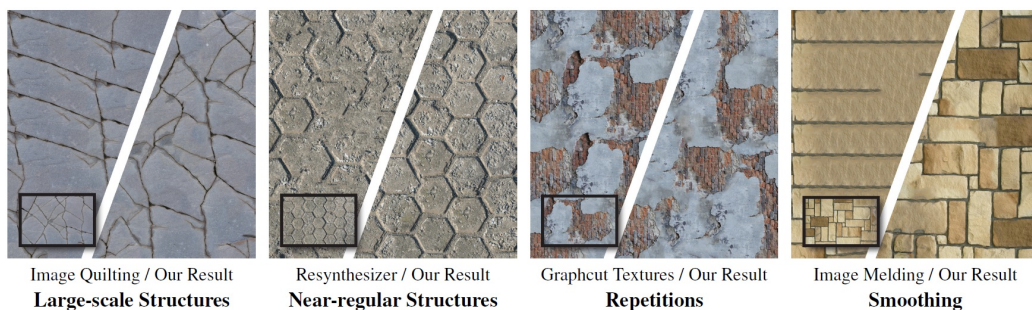 Image Quilting / Our Result
Large-scale Structures
Resynthesizer / Our Result
Near-regular Structures
Graphcut Textures / Our Result
Repetitions
Image Melding / Our Result
Smoothing